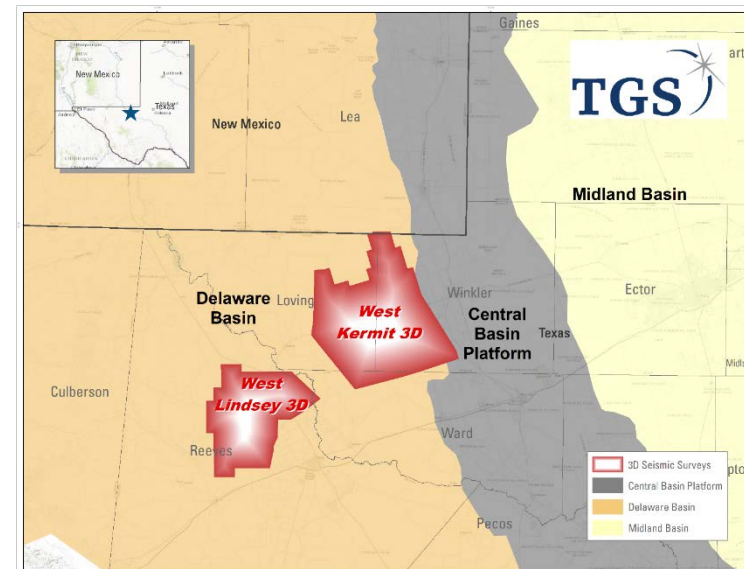 Gaines
New Mexico
Texas
TGS
Lea
New Mexico
Midland Basin
Delaware
Basin
Loving
West
Kermit 3D
Winkler
Central
Basin
Platform
Texas
Ector
Culberson
West
Lindsey 3D
Reeves
Ward
Pecos
3D Seismic Surveys
Central Basin Platform
Delaware Basin
Midland Basin